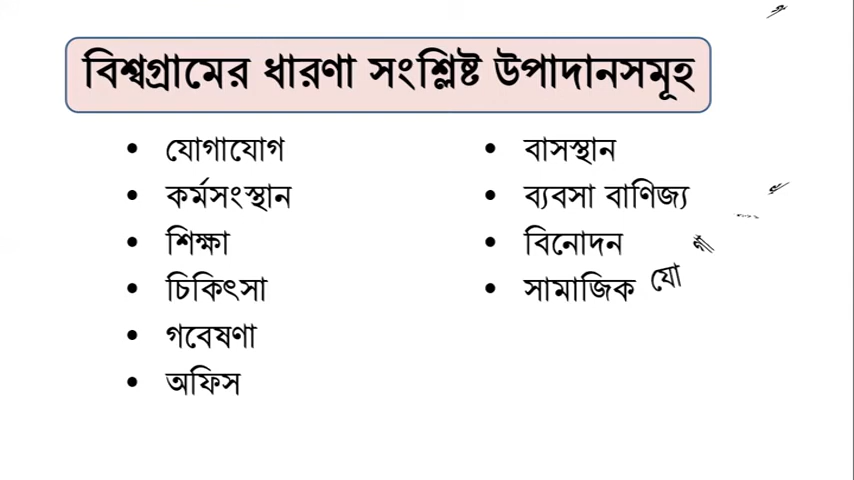 বিশ্বগ্রামের ধারণা সংশ্লিষ্ট উপাদানসমূহ
• যোগাযোগ
• কর্মসংস্থান
• শিক্ষা
• চিকিৎসা
• গবেষণা
• অফিস
• বাসস্থান
• ব্যবসা বাণিজ্য
• বিনোদন
• সামাজিক যো গা